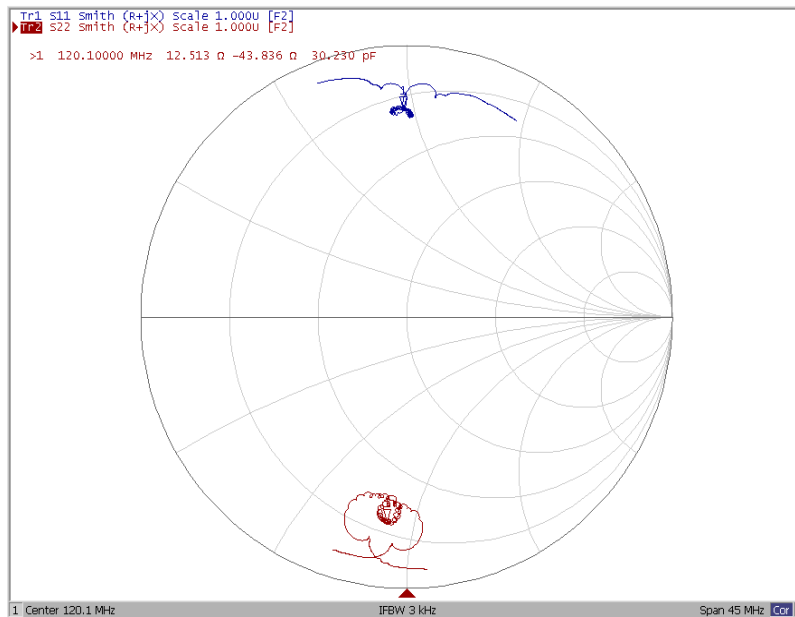 Tr1 S11 Smith (R+jX) Scale 1.000U [F2]
Tr2 S22 Smith (R+jX) Scale 1.000U [F2]
>1 120.10000 MHz 12.513 Ω -43.836 Ω 30.230 pF
1 Center 120.1 MHz IFBW 3 kHz Span 45 MHz Cor